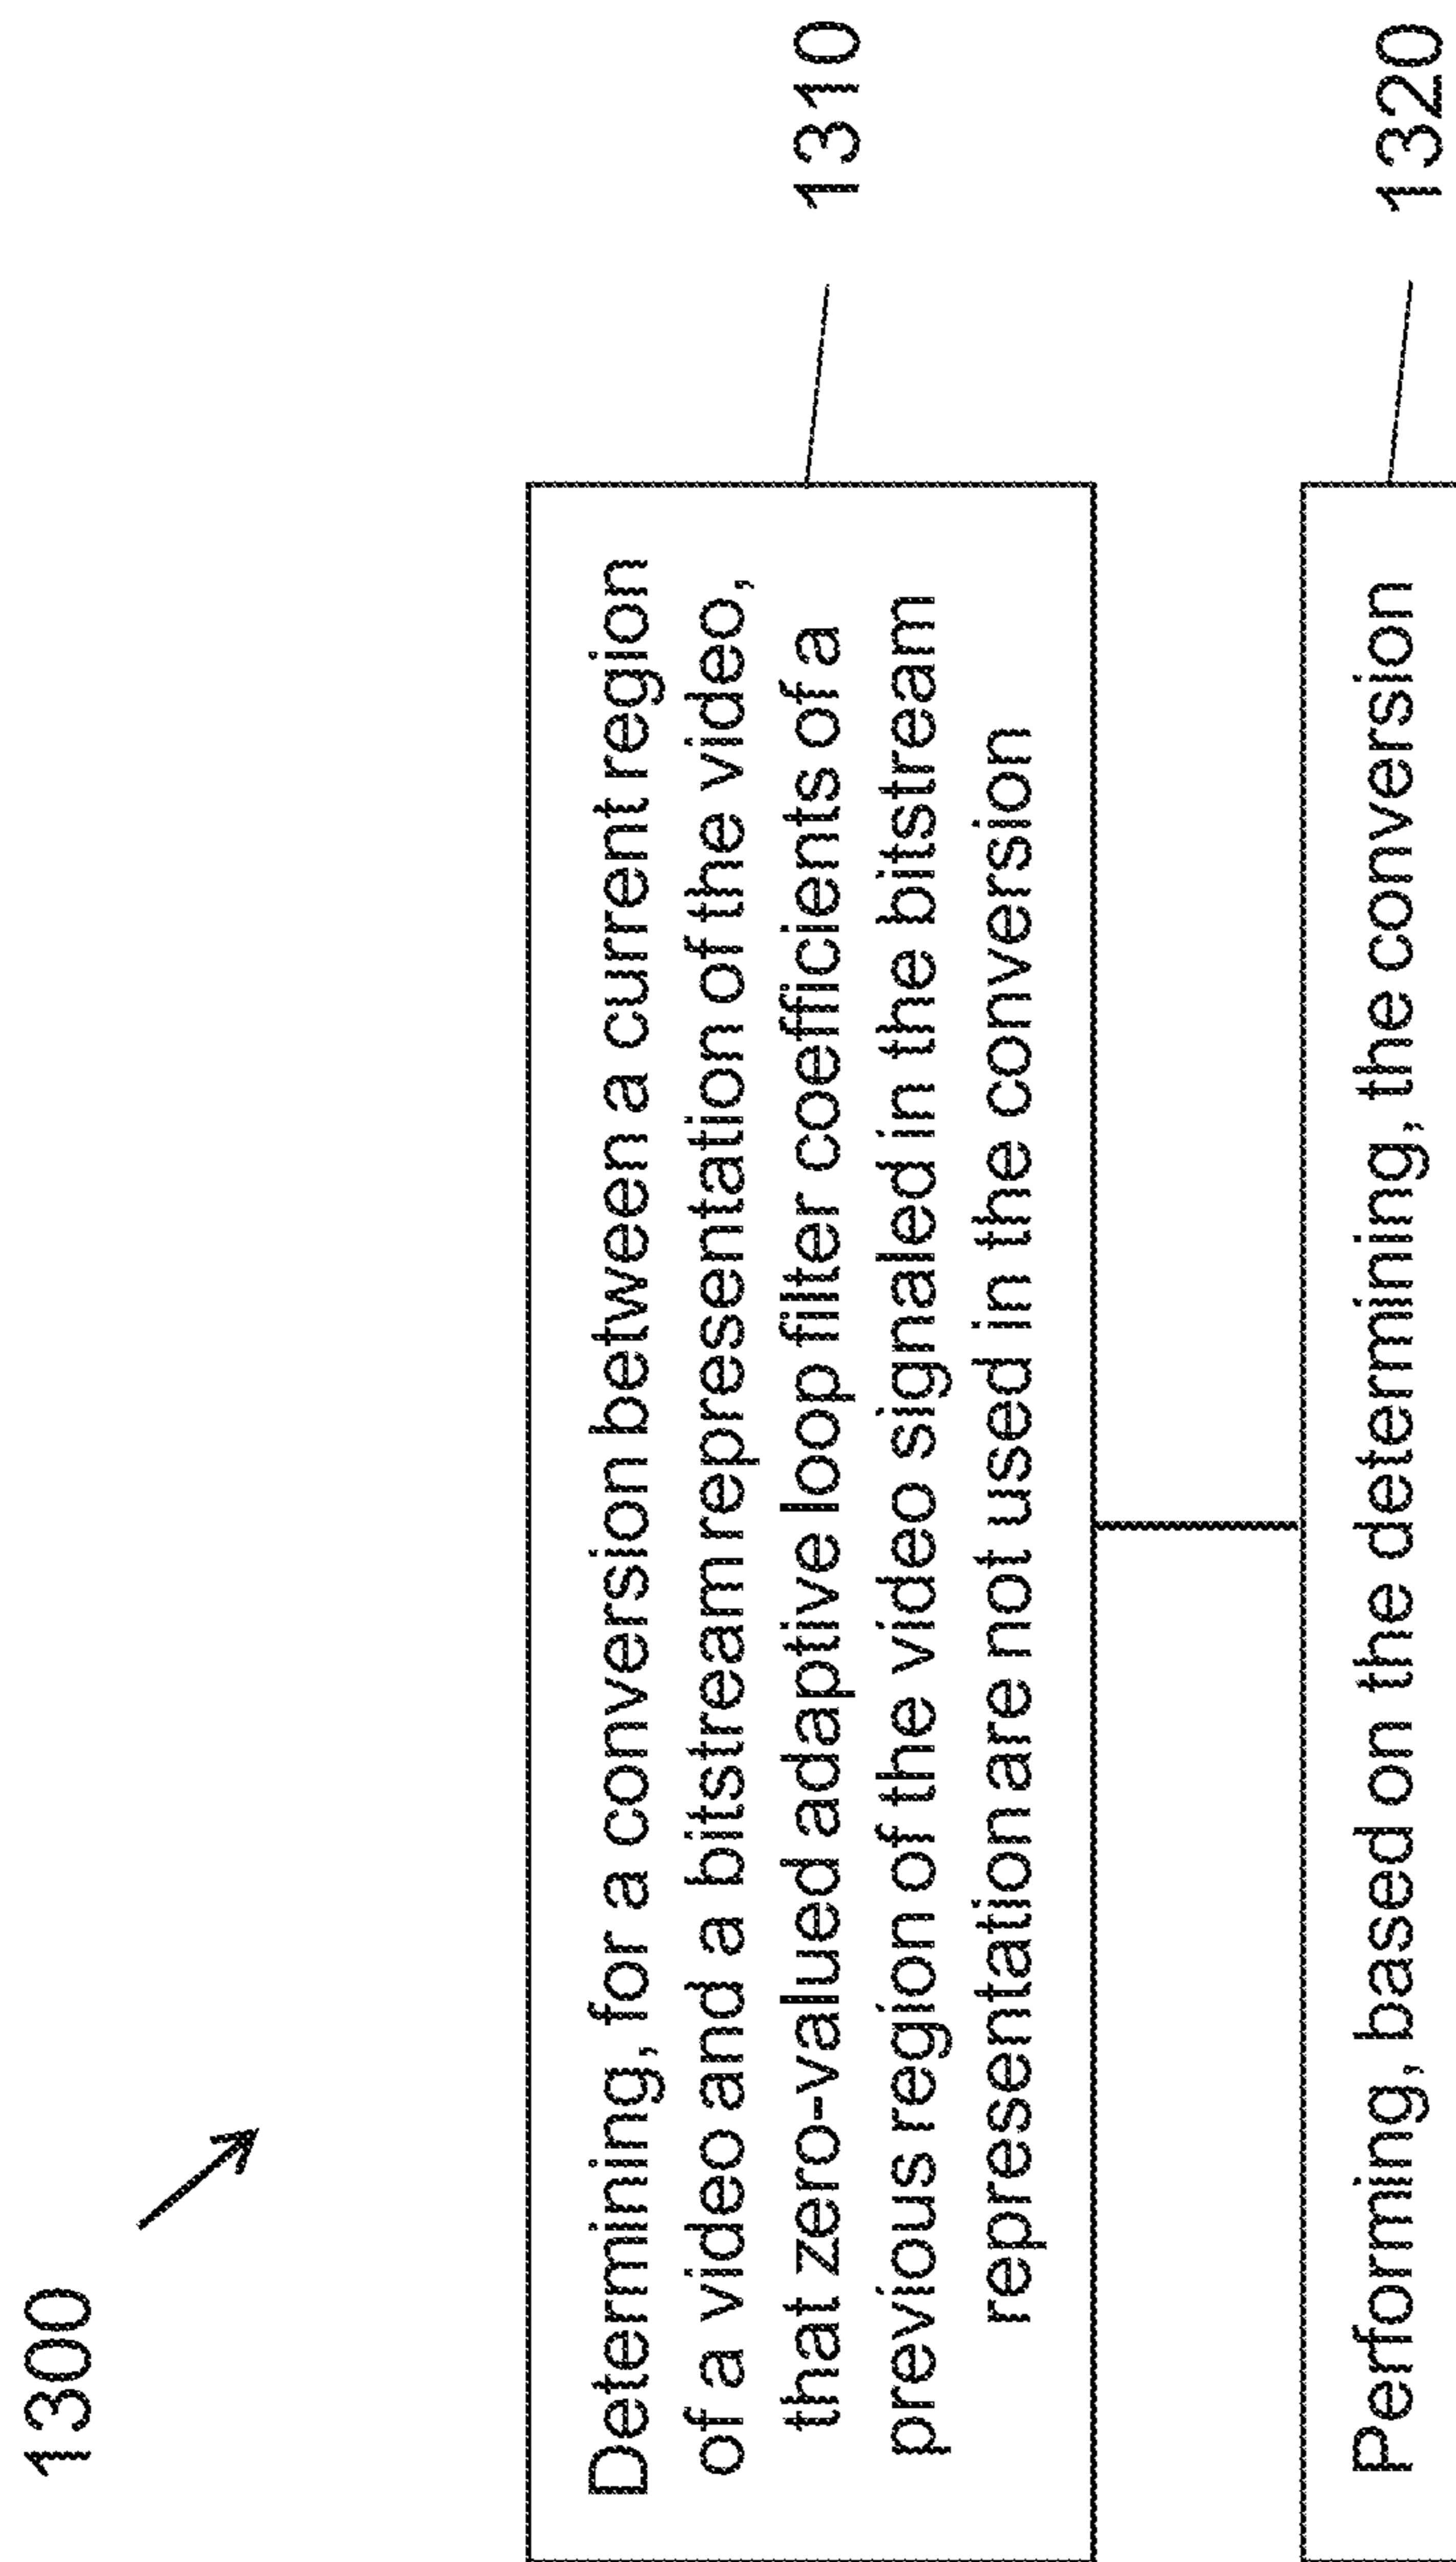 1300
Determining, for a conversion between a current region
of a video and a bitstream representation of the video,
that zero-valued adaptive loop filter coefficients of a
previous region of the video signaled in the bitstream
representation are not used in the conversion
1310
Performing, based on the determining, the conversion
1320